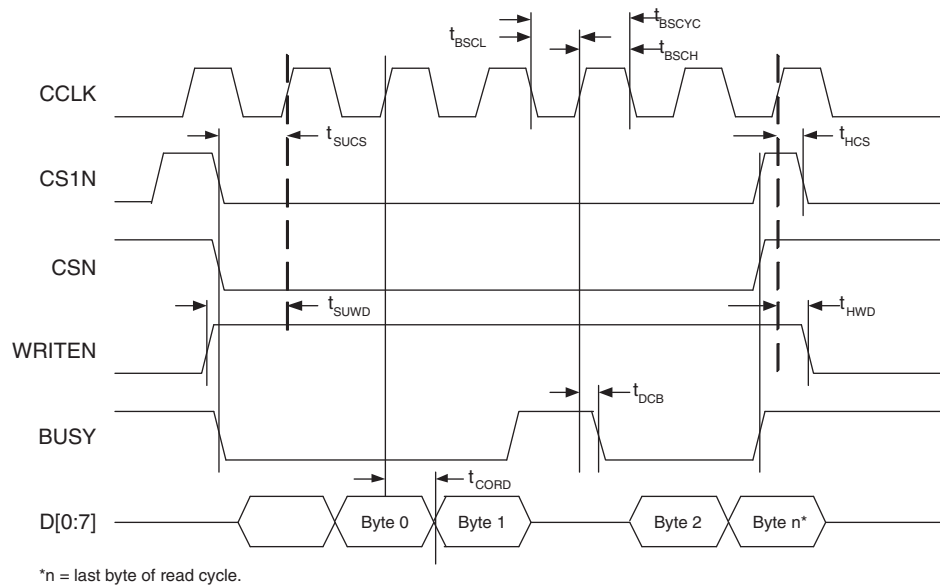 t_BSCYC
t_BSCL
t_BSCH
CCLK
t_SUCS
t_HCS
CS1N
CSN
t_SUWD
t_HWD
WRITEN
t_DCB
BUSY
t_CORD
D[0:7]
Byte 0
Byte 1
Byte 2
Byte n*
*n = last byte of read cycle.